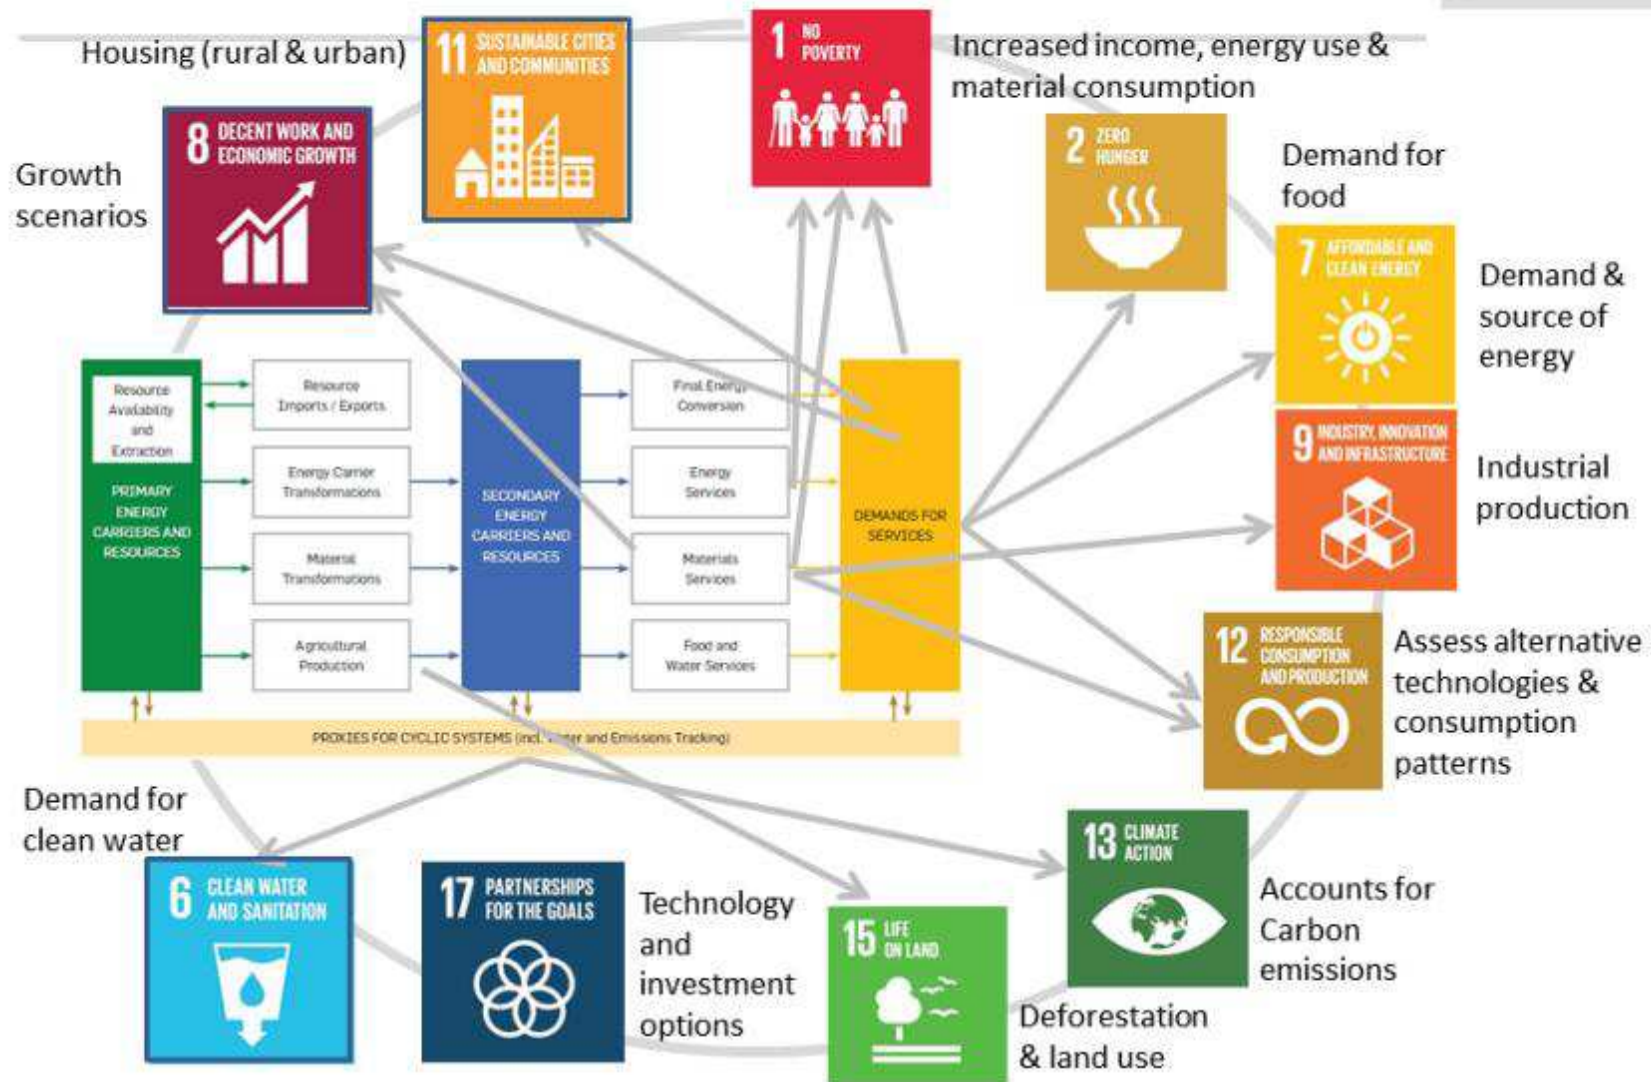 Housing (rural & urban)
11 SUSTAINABLE CITIES
AND COMMUNITIES
1 NO
POVERTY
Increased income, energy use &
material consumption
8 DECENT WORK AND
ECONOMIC GROWTH
Growth
scenarios
2 ZERO
HUNGER
Demand for
food
7 AFFORDABLE AND
CLEAN ENERGY
Demand &
source of
energy
Resource
Availability
and
Extraction
PRIMARY
ENERGY
CARRIERS AND
RESOURCES
Resource
Imports / Exports
Energy Carrier
Transformations
Material
Transformations
Agricultural
Production
SECONDARY
ENERGY
CARRIERS AND
RESOURCES
Final Energy
Conversion
Energy
Services
Materials
Services
Food and
Water Services
DEMANDS FOR
SERVICES
9 INDUSTRY, INNOVATION
AND INFRASTRUCTURE
Industrial
production
12 RESPONSIBLE
CONSUMPTION
AND PRODUCTION
Assess alternative
technologies &
consumption
patterns
PROXIES FOR CYCLIC SYSTEMS (incl. Water and Emissions Tracking)
Demand for
clean water
6 CLEAN WATER
AND SANITATION
17 PARTNERSHIPS
FOR THE GOALS
Technology
and
investment
options
15 LIFE
ON LAND
Deforestation
& land use
13 CLIMATE
ACTION
Accounts for
Carbon
emissions